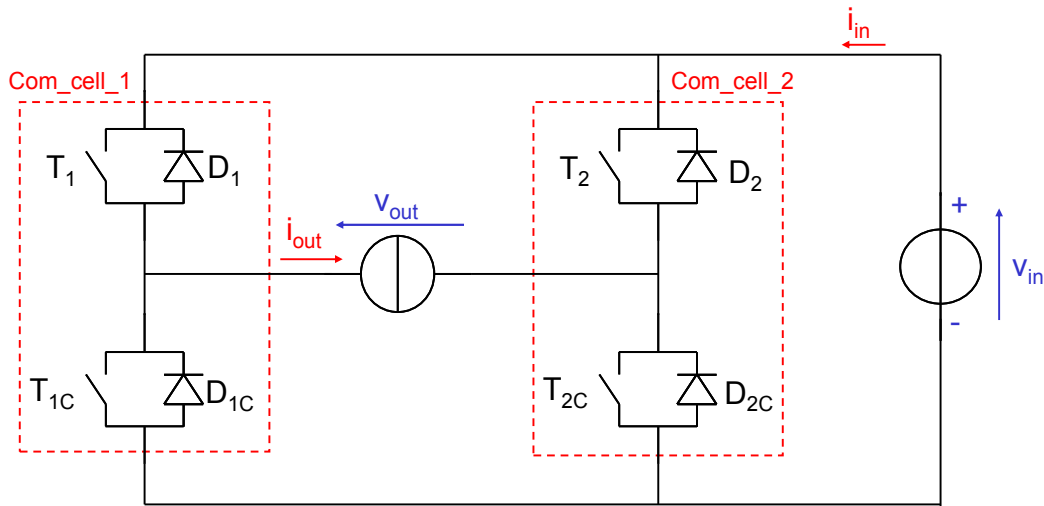 i_in
Com_cell_1
Com_cell_2
T_1
D_1
T_2
D_2
v_out
i_out
+
v_in
-
T_1C
D_1C
T_2C
D_2C